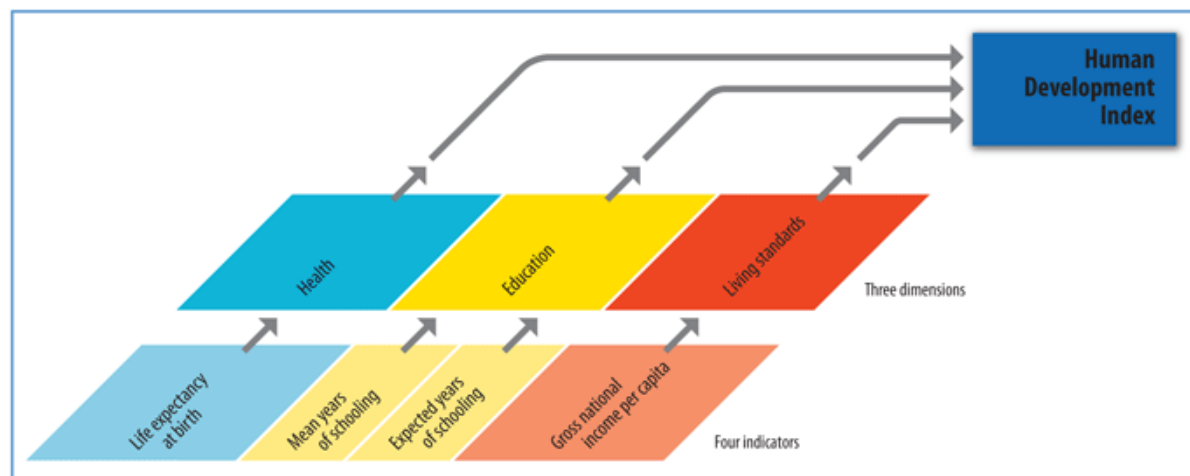 Human
Development
Index
Health
Education
Living standards
Three dimensions
Life expectancy
at birth
Mean years
of schooling
Expected years
of schooling
Gross national
income per capita
Four indicators